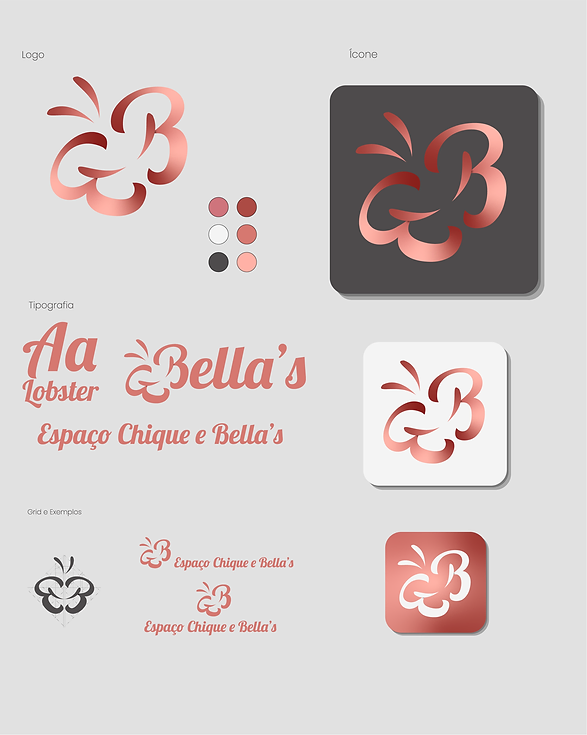 Logo
Ícone
Tipografia
Aa
Lobster
Bella's
Espaço Chique e Bella's
Grid e Exemplos
Espaço Chique e Bella's
Espaço Chique e Bella's